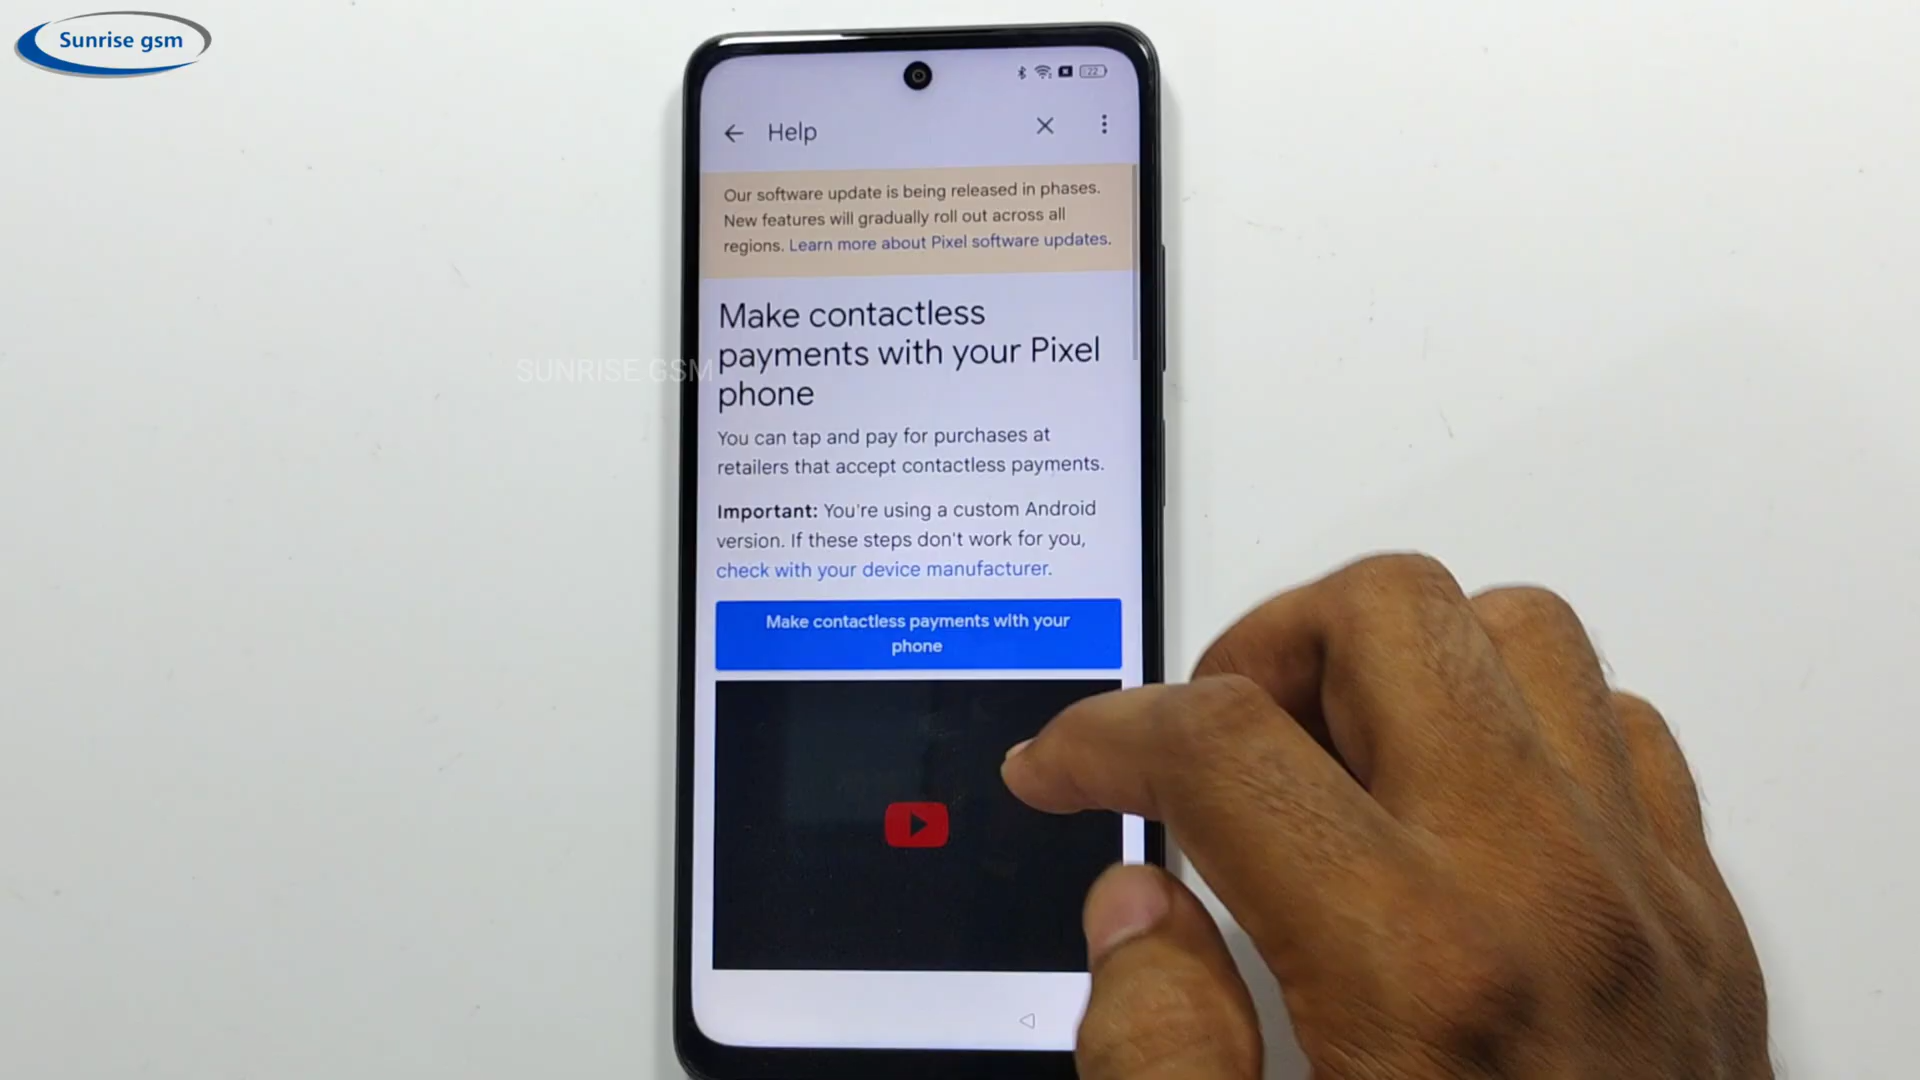 Sunrise gsm
22
Help
Our software update is being released in phases.
New features will gradually roll out across all
regions. Learn more about Pixel software updates.
Make contactless
payments with your Pixel
phone
SUNRISE GSM
You can tap and pay for purchases at
retailers that accept contactless payments.
Important: You're using a custom Android
version. If these steps don't work for you,
check with your device manufacturer.
Make contactless payments with your
phone